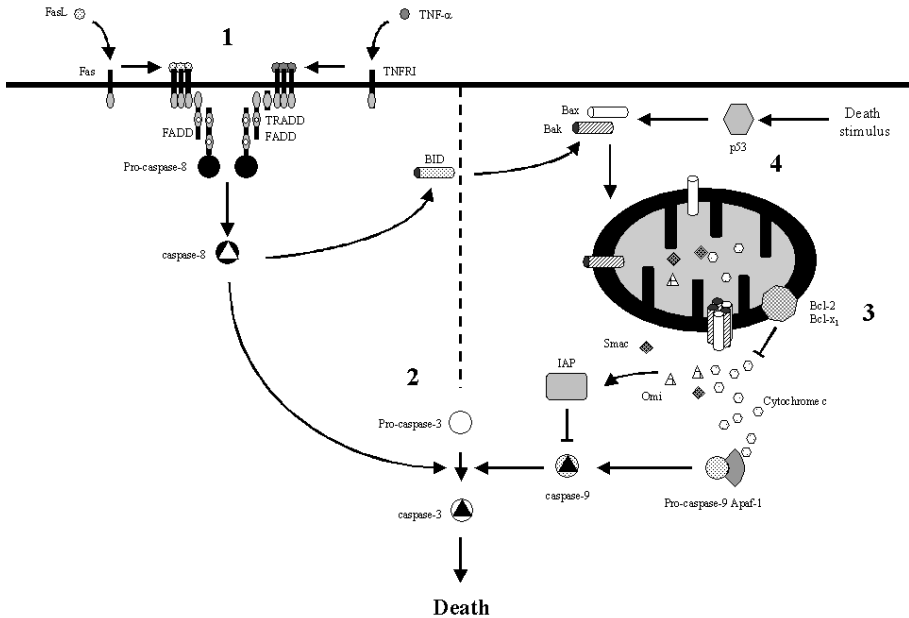 FasL
TNF-α
1
Fas
TNFRI
FADD
TRADD
FADD
Pro-caspase-8
BID
Bax
Bak
p53
Death
stimulus
4
caspase-8
Bcl-2
Bcl-x1
3
Smac
IAP
Omi
Cytochrome c
2
Pro-caspase-3
caspase-9
Pro-caspase-9 Apaf-1
caspase-3
Death